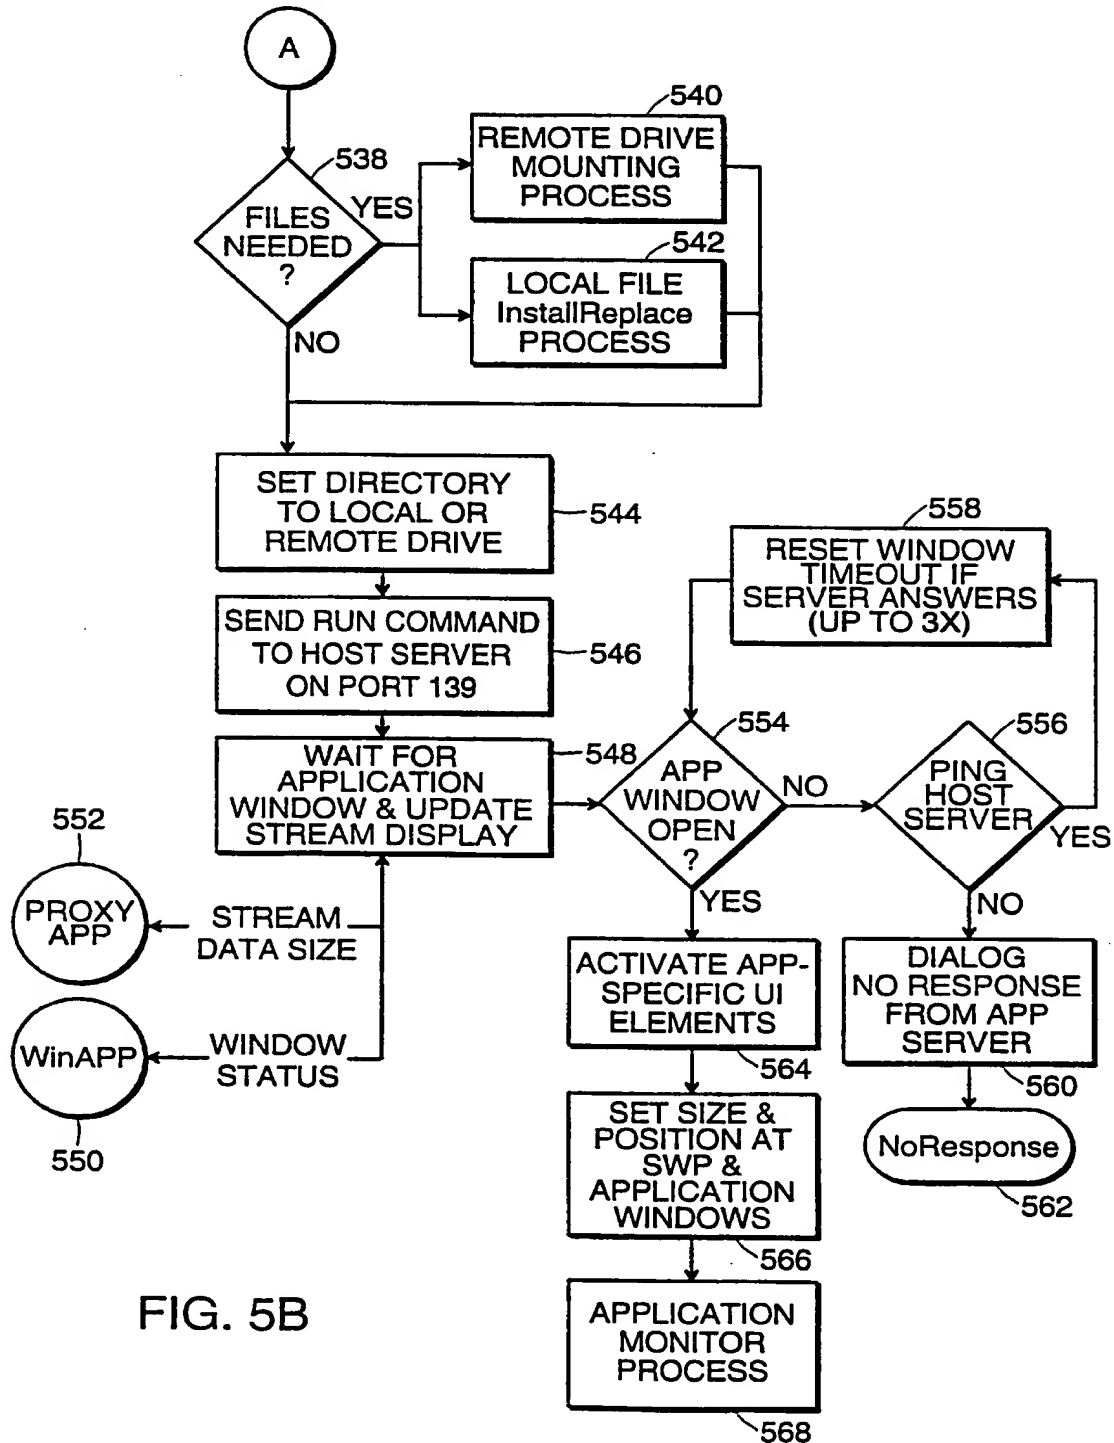 A
540
REMOTE DRIVE
MOUNTING
PROCESS
538
FILES
NEEDED
?
YES
NO
542
LOCAL FILE
InstallReplace
PROCESS
SET DIRECTORY
TO LOCAL OR
REMOTE DRIVE
544
SEND RUN COMMAND
TO HOST SERVER
ON PORT 139
546
WAIT FOR
APPLICATION
WINDOW & UPDATE
STREAM DISPLAY
548
558
RESET WINDOW
TIMEOUT IF
SERVER ANSWERS
(UP TO 3X)
554
APP
WINDOW
OPEN
?
NO
YES
556
PING
HOST
SERVER
YES
NO
552
PROXY
APP
STREAM
DATA SIZE
WinAPP
WINDOW
STATUS
550
ACTIVATE APP-
SPECIFIC UI
ELEMENTS
564
DIALOG
NO RESPONSE
FROM APP
SERVER
560
SET SIZE &
POSITION AT
SWP &
APPLICATION
WINDOWS
566
NoResponse
562
APPLICATION
MONITOR
PROCESS
568
FIG. 5B